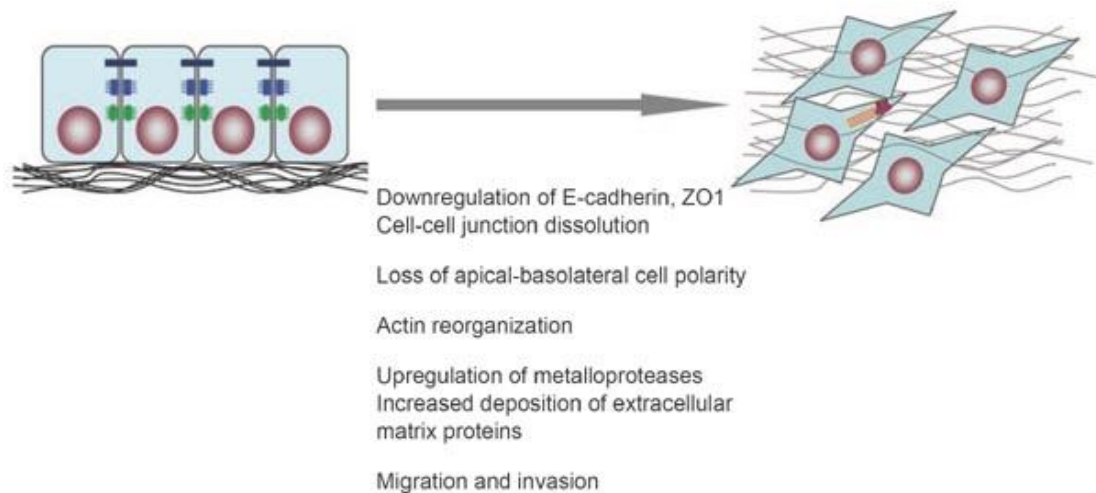 Downregulation of E-cadherin, ZO1
Cell-cell junction dissolution
Loss of apical-basolateral cell polarity
Actin reorganization
Upregulation of metalloproteases
Increased deposition of extracellular
matrix proteins
Migration and invasion